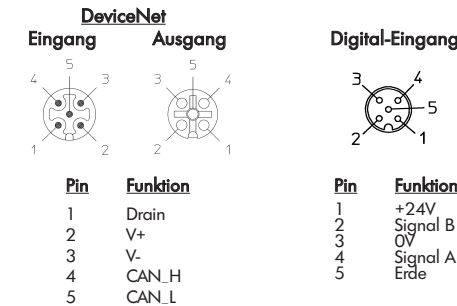 DeviceNet
Eingang Ausgang
5 5
4 3 3 4
1 2 2 1
Pin Funktion
1 Drain
2 V+
3 V-
4 CAN_H
5 CAN_L
Digital-Eingang
3 4
5
2 1
Pin Funktion
1 +24V
2 Signal B
3 0V
4 Signal A
5 Erde